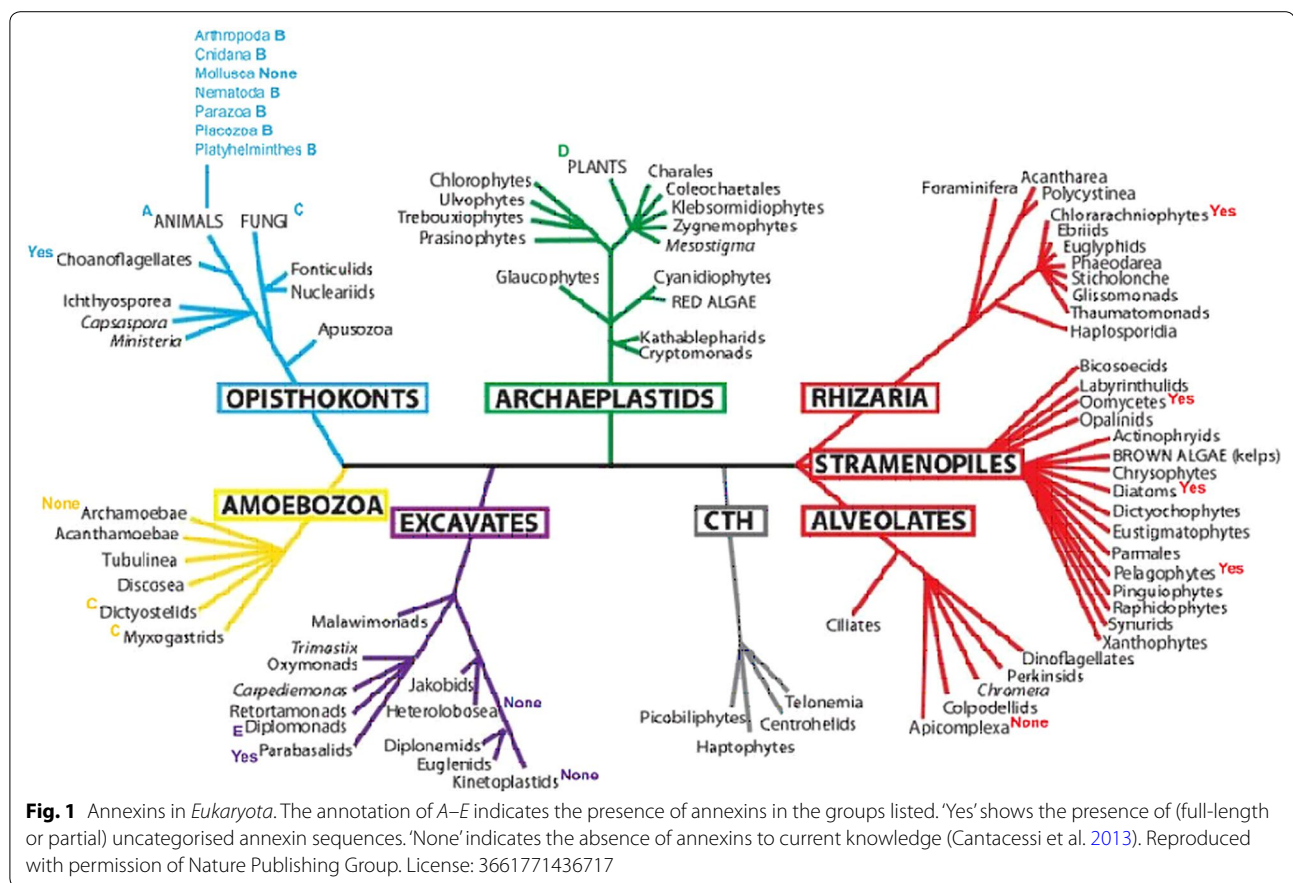 Arthropoda B
Cnidana B
Mollusca None
Nematoda B
Parazoa B
Placozoa B
Platyhelminthes B
A ANIMALS
FUNGI C
Yes Choanoflagellates
Fonticulids
Nucleariids
Ichthyosporea
Capsaspora
Ministeria
Apusozoa
OPISTHOKONTS
D PLANTS
Chlorophytes
Ulvophytes
Trebouxiophytes
Prasinophytes
Charales
Coleochaetales
Klebsormidiophytes
Zygnemophytes
Mesostigma
Glaucophytes
Cyanidiophytes
RED ALGAE
Kathablepharids
Cryptomonads
ARCHAEPLASTIDS
Foraminifera
Acantharea
Polycystinea
Chlorarachniophytes Yes
Ebriids
Euglyphids
Phaeodarea
Sticholonche
Glissomonads
Thaumatomonads
Haplosporidia
RHIZARIA
Bicosoecids
Labyrinthulids
Oomycetes Yes
Opalinids
Actinophryids
BROWN ALGAE (kelps)
Chrysophytes
Diatoms Yes
Dictyochophytes
Eustigmatophytes
Parmales
Pelagophytes Yes
Pinguiophytes
Raphidophytes
Synurids
Xanthophytes
STRAMENOPILES
AMOEBOZOA
None Archamoebae
Acanthamoebae
Tubulinea
Discosea
C Dictyostelids
C Myxogastrids
EXCAVATES
Malawimonads
Trimastix
Oxymonads
Carpediemonas
Retortamonads
E Diplomonads
Yes Parabasalids
Jakobids
Heterolobosea None
Diplonemids
Euglenids
Kinetoplastids None
CTH
Picobiliphytes
Haptophytes
Centrohelids
Telonemia
ALVEOLATES
Ciliates
Dinoflagellates
Perkinsids
Chromera
Colpodellids
Apicomplexa None
Fig. 1 Annexins in Eukaryota. The annotation of A–E indicates the presence of annexins in the groups listed. ‘Yes’ shows the presence of (full-length
or partial) uncategorised annexin sequences. ‘None’ indicates the absence of annexins to current knowledge (Cantacessi et al. 2013). Reproduced
with permission of Nature Publishing Group. License: 3661771436717